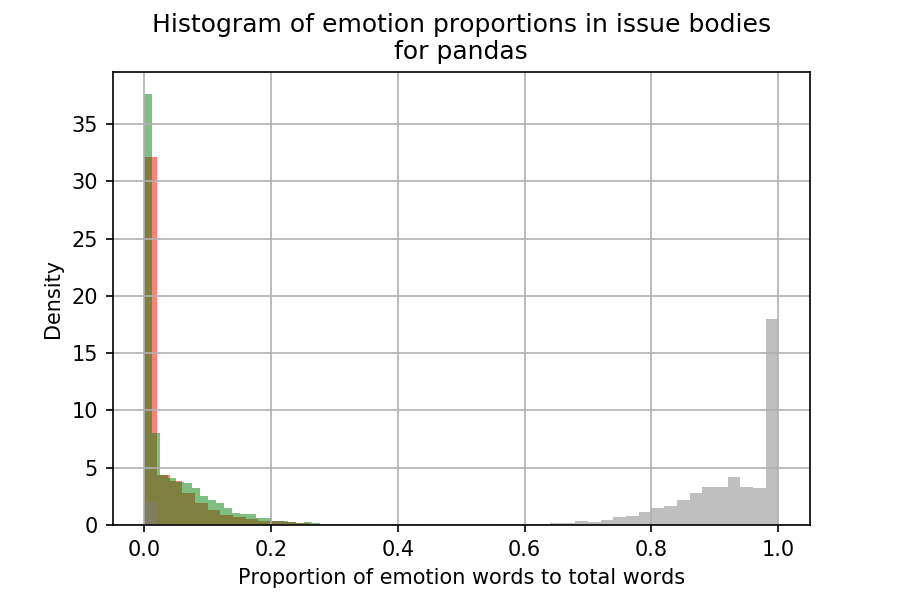 Histogram of emotion proportions in issue bodies
for pandas
Density
35
30
25
20
15
10
5
0
0.0 0.2 0.4 0.6 0.8 1.0
Proportion of emotion words to total words